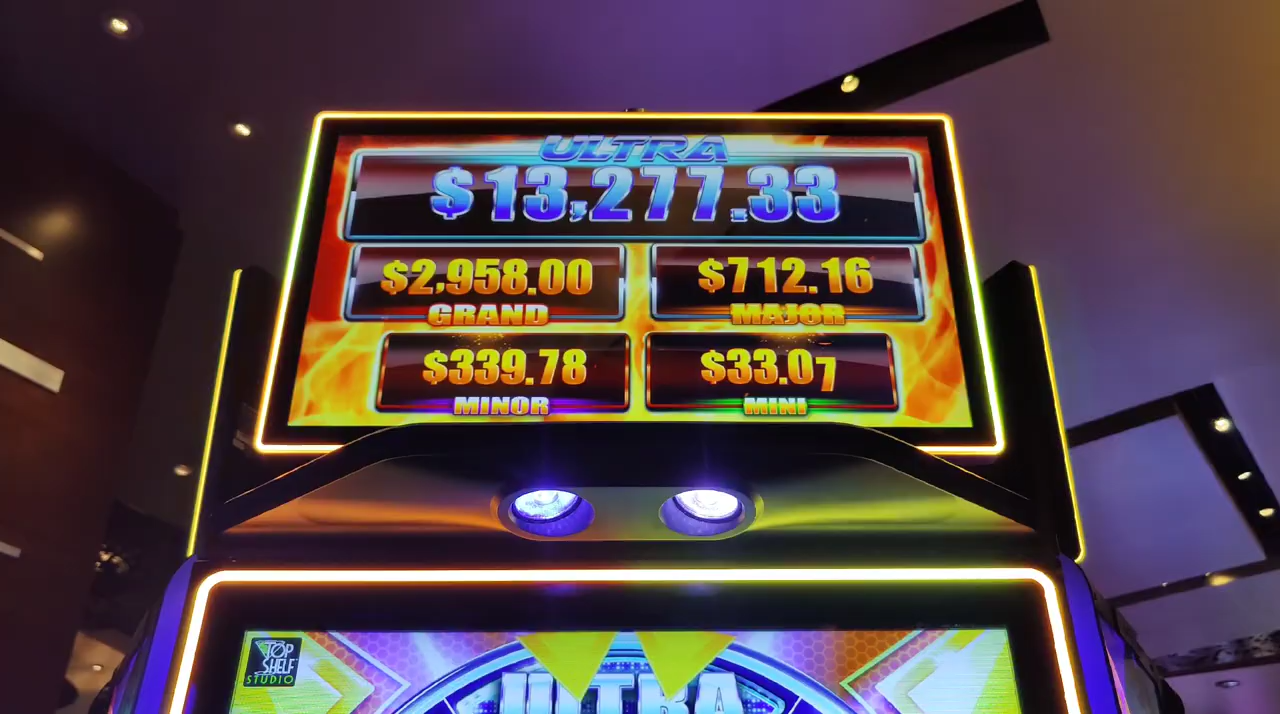 ULTRA
$13,277.33
$2,958.00
GRAND
$712.16
MAJOR
$339.78
MINOR
$33.07
MINI
TOP
SHELF
STUDIO
ULTRA